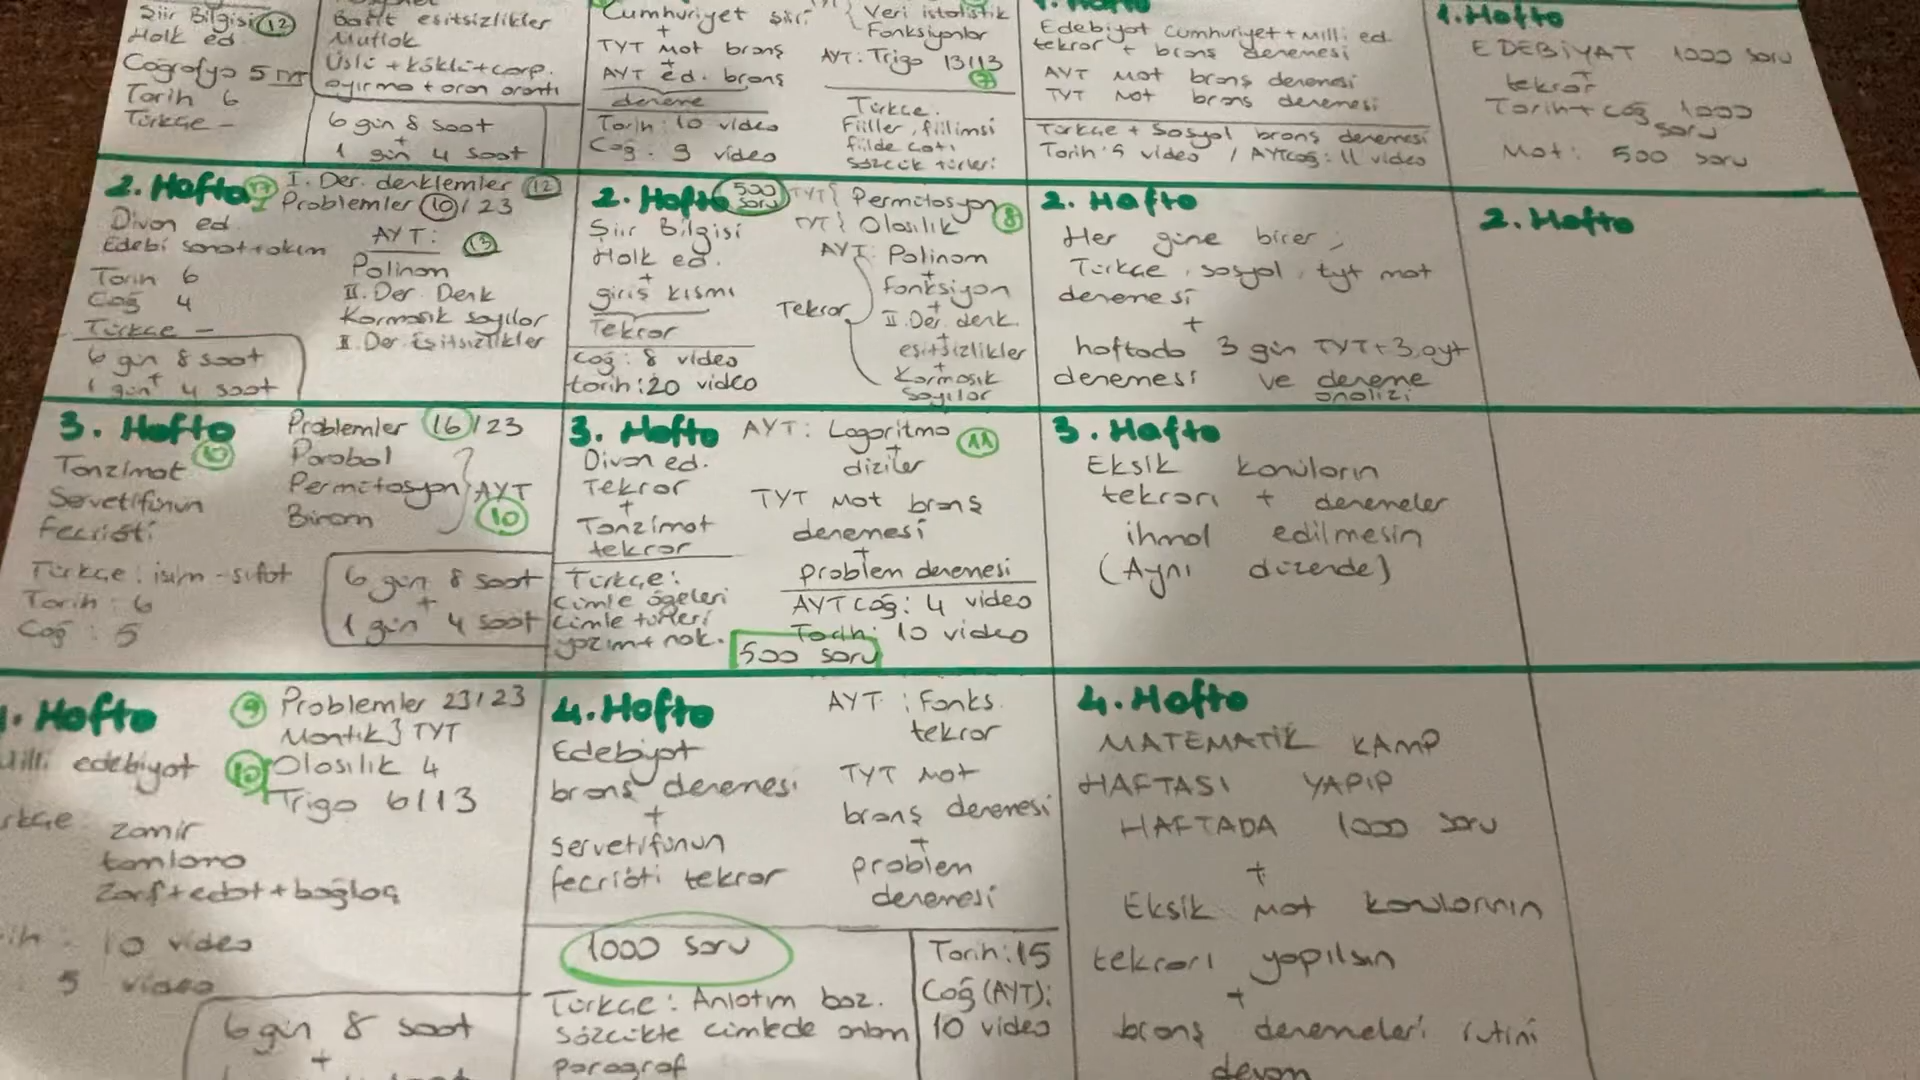 Şiir Bilgisi 12
Halk ed.
Coğrafya 5 TYT
Tarih 6
Türkçe -
Basit eşitsizlikler
Mutlak
Üslü + köklü + çarp.
ayırma + oran orantı
6 gün 8 saat
+
1 gün 4 saat
Cumhuriyet şiiri
+
TYT Mat branş
+
AYT ed. branş
deneme
Tarih: 10 video
Coğ. 9 video
Veri istatistik
Fonksiyonlar
AYT: Trigo 13/13
7
Türkçe:
Fiiller, fiilimsi
fiilde çatı
sözcük türleri
1. Hafta
Edebiyat Cumhuriyet + Milli ed.
tekrar + branş denemesi
AYT Mat branş denemesi
TYT Mat branş denemesi
Türkçe + Sosyal branş denemesi
Tarih: 5 video / AYT coğ: 11 video
1. Hafta
EDEBİYAT 1000 soru
+
tekrar
Tarih + coğ 1000
soru
Mat: 500 soru
2. Hafta 17
Divan ed.
Edebi sanat + akım
Tarih 6
Coğ 4
Türkçe -
6 gün 8 saat
+
1 gün 4 saat
I. Der. denklemler 12
Problemler 10/23
AYT: 13
Polinom
II. Der. Denk
Karmaşık sayılar
II. Der. Eşitsizlikler
2. Hafta 500 soru
Şiir Bilgisi
Halk ed.
+
giriş kısmı
Tekrar
Coğ: 8 video
tarih: 20 video
TYT} Permütasyon
TYT} Olasılık 8
AYT: Polinom
+
Fonksiyon
+
Tekrar
II. Der. denk.
+
eşitsizlikler
+
Karmaşık
Sayılar
2. Hafta
Her güne birer;
Türkçe, sosyal, tyt mat
denemesi
+
haftada 3 gün TYT + 3 ayt
denemesi ve deneme
analizi
2. Hafta
3. Hafta 10
Tanzimat
Servetifünun
fecriati
Türkçe: isim - sıfat
Tarih: 6
Coğ: 5
Problemler 16/23
Parabol
Permütasyon } AYT
Binom 10
6 gün 8 saat
+
1 gün 4 saat
3. Hafta
Divan ed.
Tekrar
+
Tanzimat
tekrar
Türkçe:
Cümle ögeleri
Cümle türleri
yazım + nok.
AYT: Logaritma 11
+
diziler
TYT Mat branş
denemesi
+
problem denemesi
AYT coğ: 4 video
Tarih: 10 video
500 soru
3. Hafta
Eksik konuların
tekrarı + denemeler
ihmal edilmesin
(Aynı düzende)
Hafta
Milli edebiyat
zamir
tamlama
Zarf + edat + bağlaç
10 video
5 video
6 gün 8 saat
+
9 Problemler 23/23
Mantık } TYT
10 Olasılık 4
Trigo 6/13
4. Hafta
Edebiyat
branş denemesi
+
Servetifünun
fecriati tekrar
AYT: Fonks.
tekrar
TYT Mat
branş denemesi
+
problem
denemesi
1000 soru
Türkçe: Anlatım boz.
Sözcükte cümlede anlam
Paragraf
Tarih: 15
Coğ (AYT):
10 video
4. Hafta
MATEMATİK KAMP
HAFTASI YAPIP
HAFTADA 1000 soru
+
Eksik Mat konularının
tekrarı yapılsın
+
branş denemeleri rutini
devam